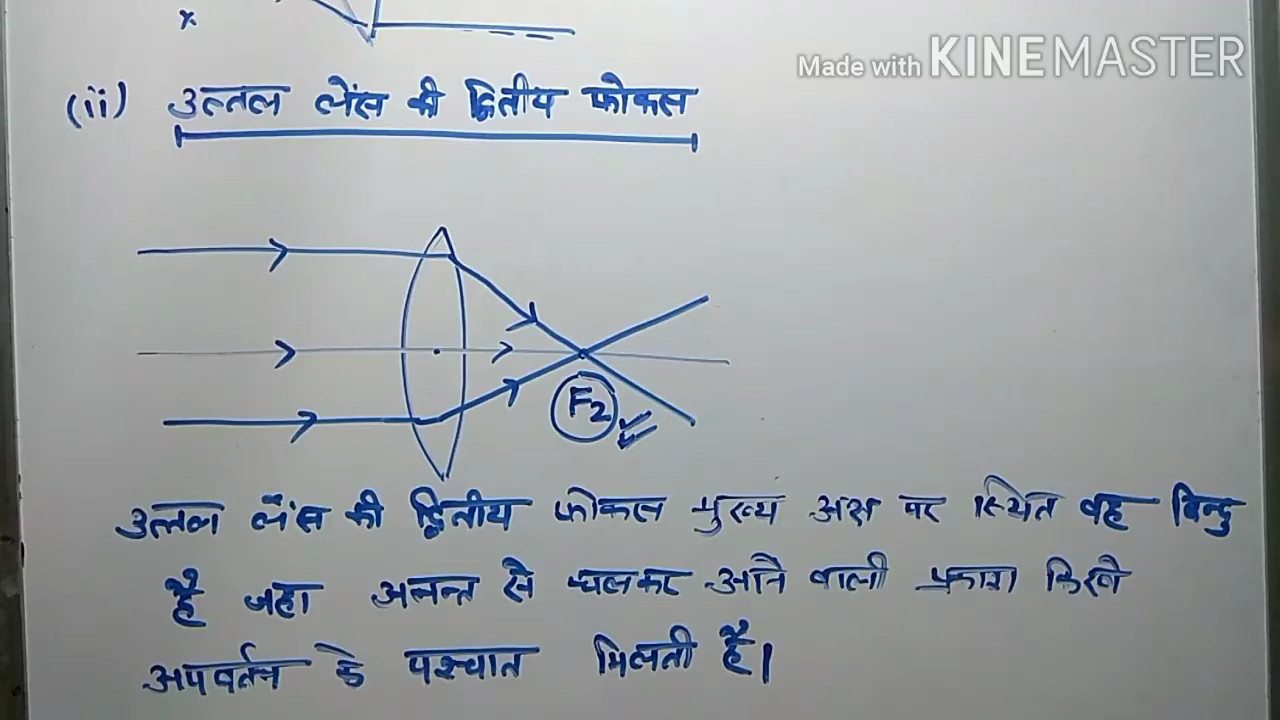 x
Made with KINEMASTER
(ii) उत्तल लेंस की द्वितीय फोकस
F2
उत्तल लेंस की द्वितीय फोकस मुख्य अक्ष पर स्थित वह बिन्दु
है जहा अनन्त से चलकर आने वाली प्रकाश किरणे
अपवर्तन के पश्चात मिलती है।